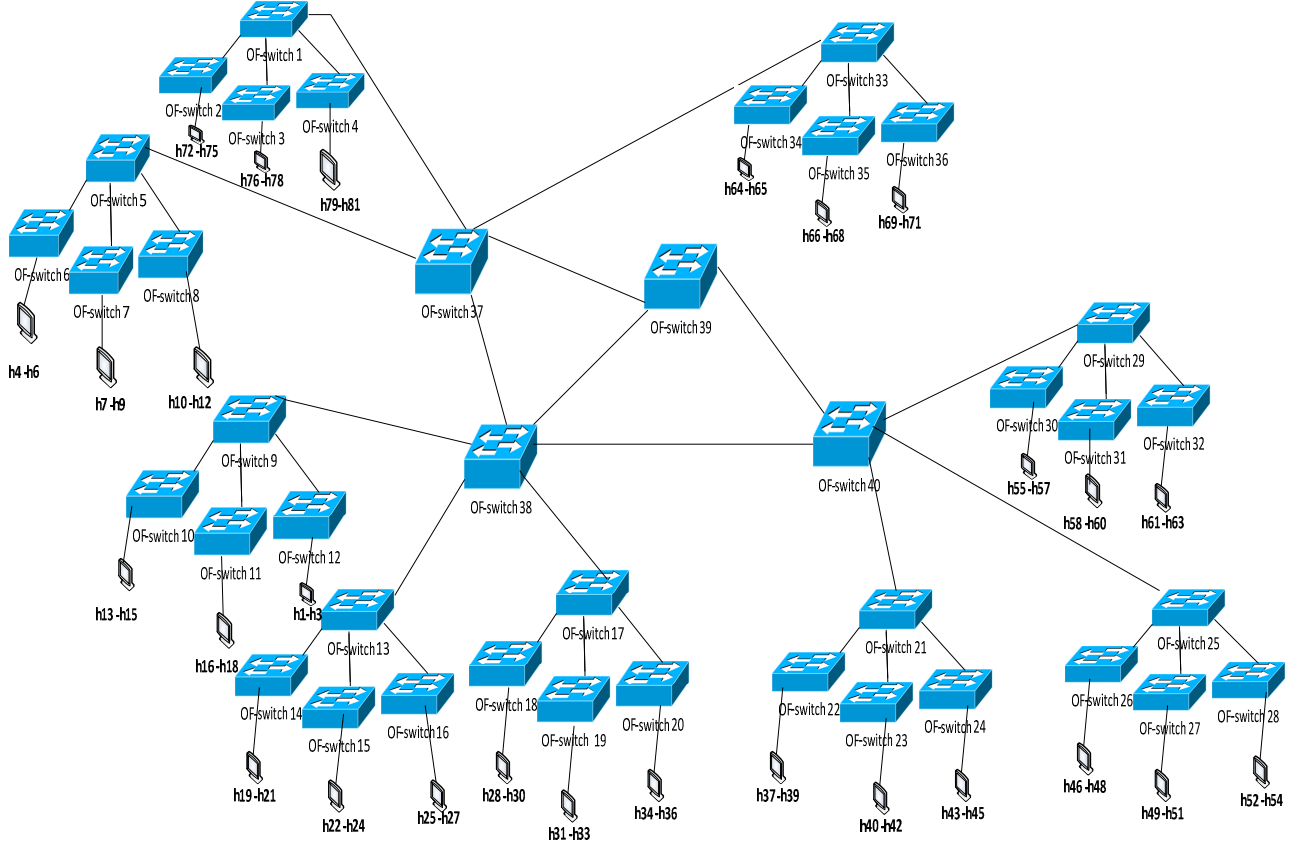 OF-switch 1
OF-switch 2
OF-switch 3
OF-switch 4
h72 -h75
h76 -h78
h79-h81
OF-switch 33
OF-switch 34
OF-switch 35
OF-switch 36
h64 -h65
h66 -h68
h69 -h71
OF-switch 5
OF-switch 6
OF-switch 7
OF-switch 8
h4 -h6
h7 -h9
h10 -h12
OF-switch 37
OF-switch 39
OF-switch 29
OF-switch 30
OF-switch 31
OF-switch 32
h55 -h57
h58 -h60
h61 -h63
OF-switch 9
OF-switch 10
OF-switch 11
OF-switch 12
h13 -h15
h16 -h18
h1-h3
OF-switch 38
OF-switch 40
OF-switch 13
OF-switch 14
OF-switch 15
OF-switch 16
h19 -h21
h22 -h24
h25 -h27
OF-switch 17
OF-switch 18
OF-switch 19
OF-switch 20
h28 -h30
h31 -h33
h34 -h36
OF-switch 21
OF-switch 22
OF-switch 23
OF-switch 24
h37 -h39
h40 -h42
h43 -h45
OF-switch 25
OF-switch 26
OF-switch 27
OF-switch 28
h46 -h48
h49 -h51
h52 -h54